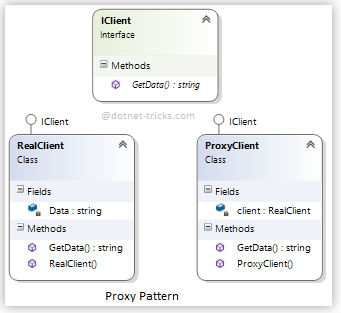 IClient
Interface
Methods
GetData() : string
@dotnet-tricks.com
IClient
RealClient
Class
Fields
Data : string
Methods
GetData() : string
RealClient()
IClient
ProxyClient
Class
Fields
client : RealClient
Methods
GetData() : string
ProxyClient()
Proxy Pattern